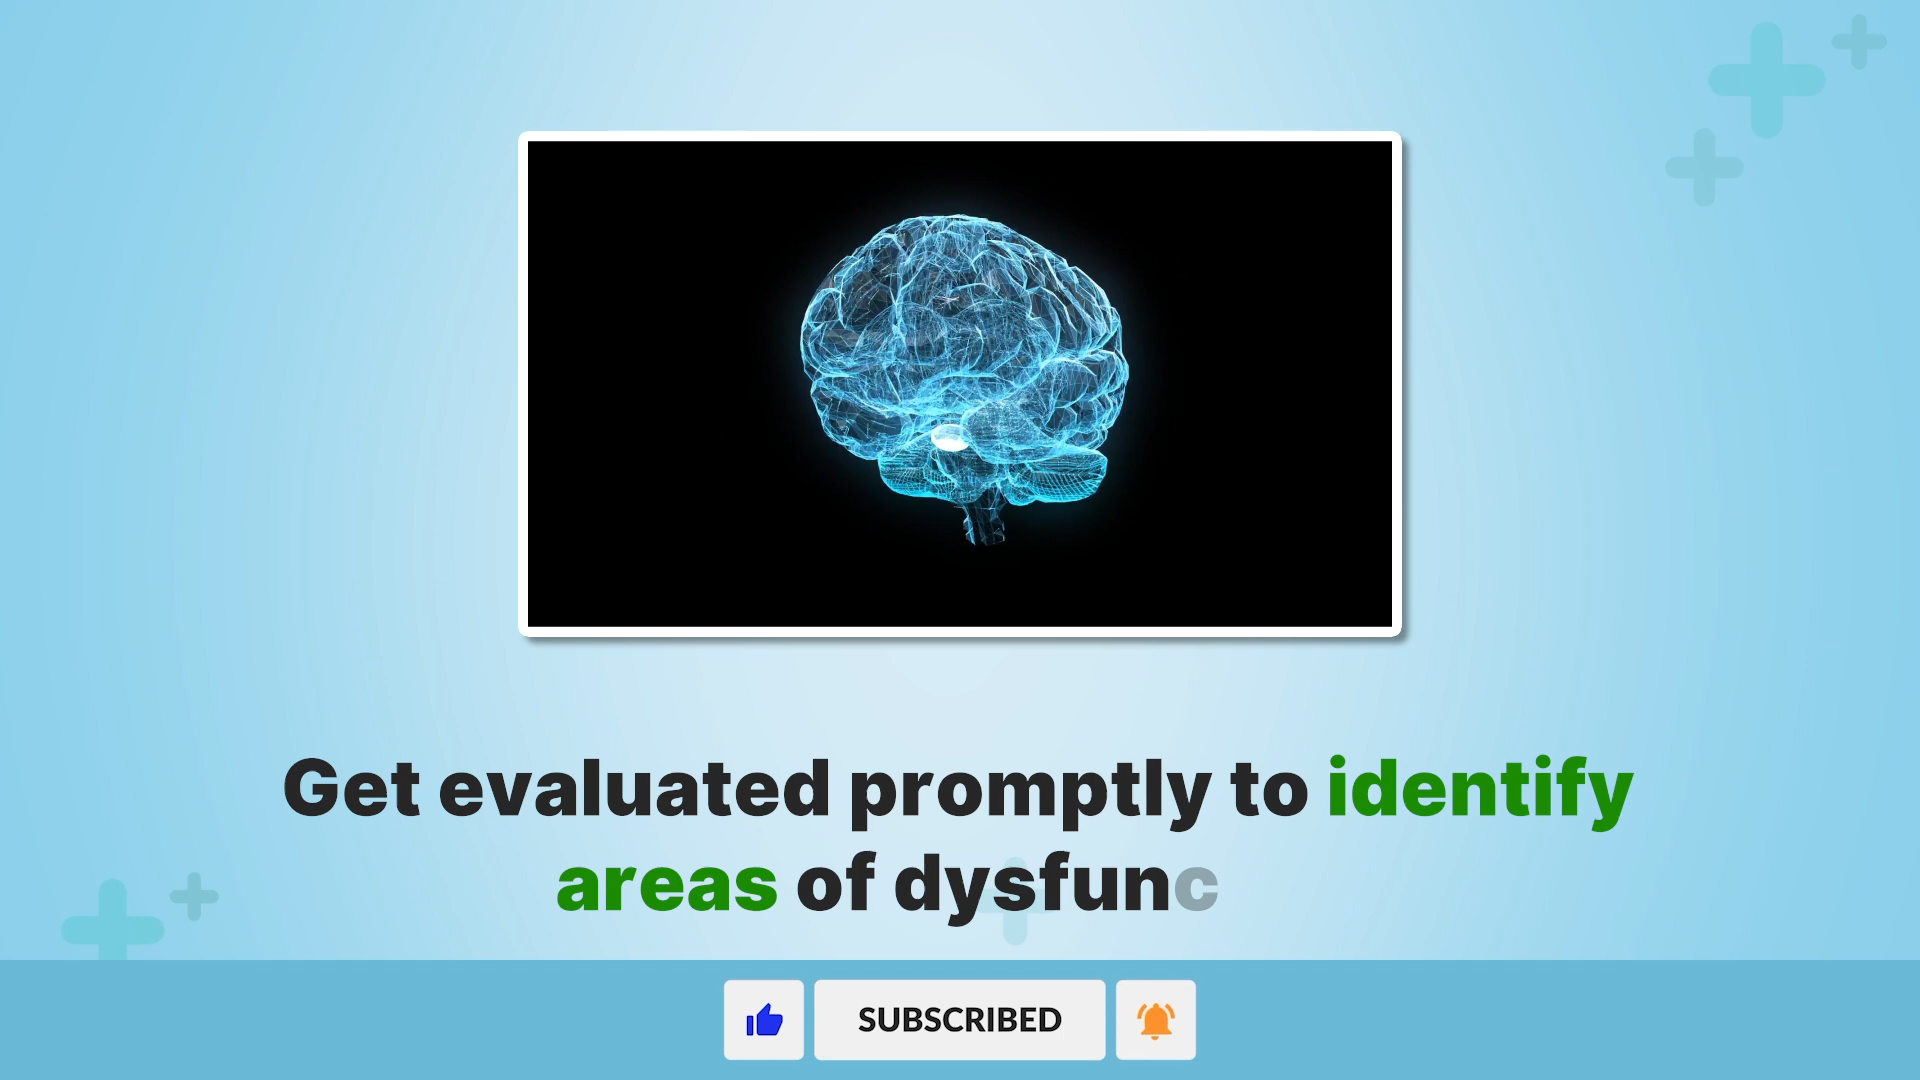 Get evaluated promptly to identify
areas of dysfunc
SUBSCRIBED